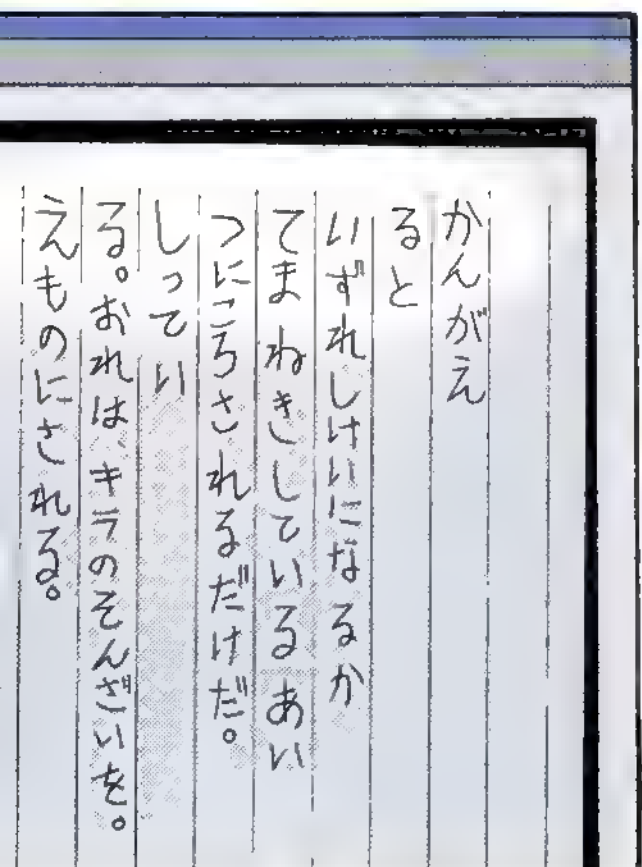 かんがえ
ると
いずれしけいになるか
てまねきしているあい
つにころされるだけだ。
しってい
る。おれは、キラのそんざいを。
えものにされる。